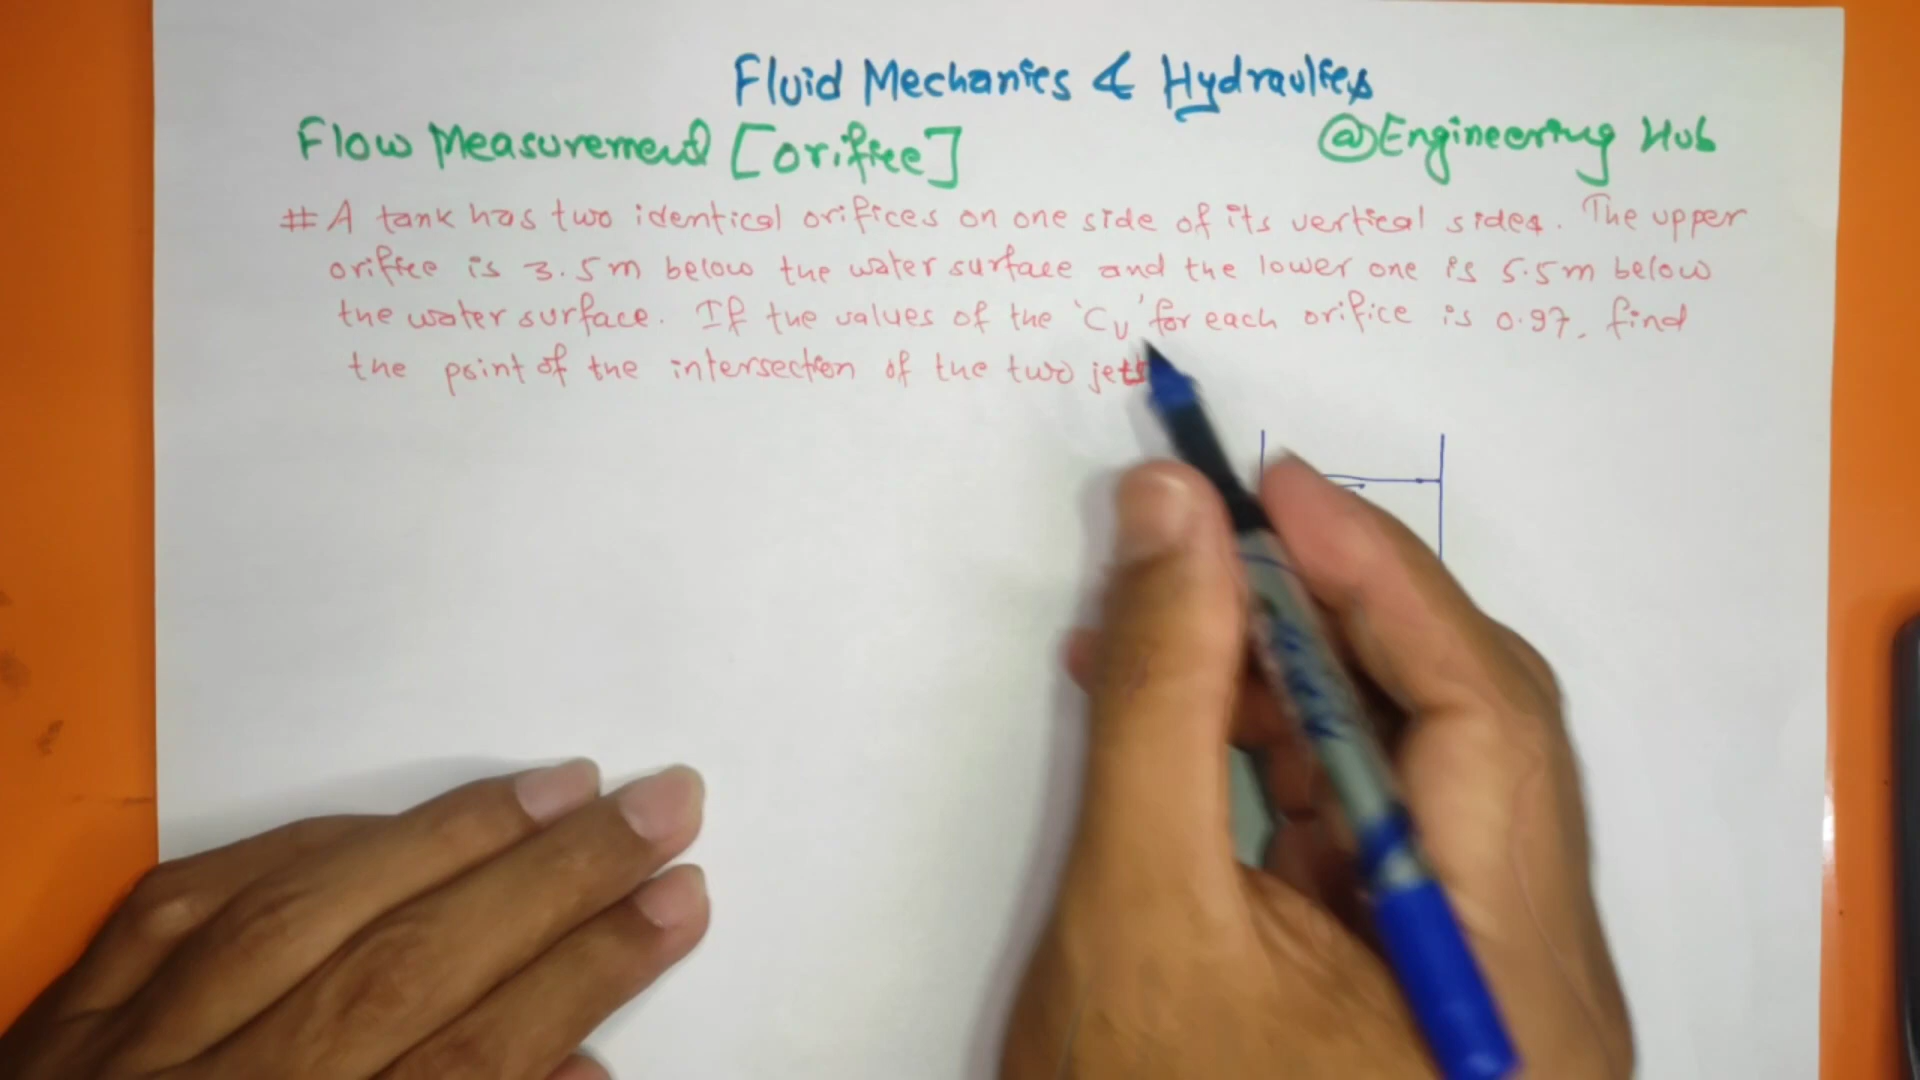 Fluid Mechanics & Hydraulics
Flow Measurement [orifice]
@Engineering Hub
# A tank has two identical orifices on one side of its vertical sides. The upper
orifice is 3.5m below the water surface and the lower one is 5.5m below
the water surface. If the values of the 'Cv' for each orifice is 0.97, find
the point of the intersection of the two jets